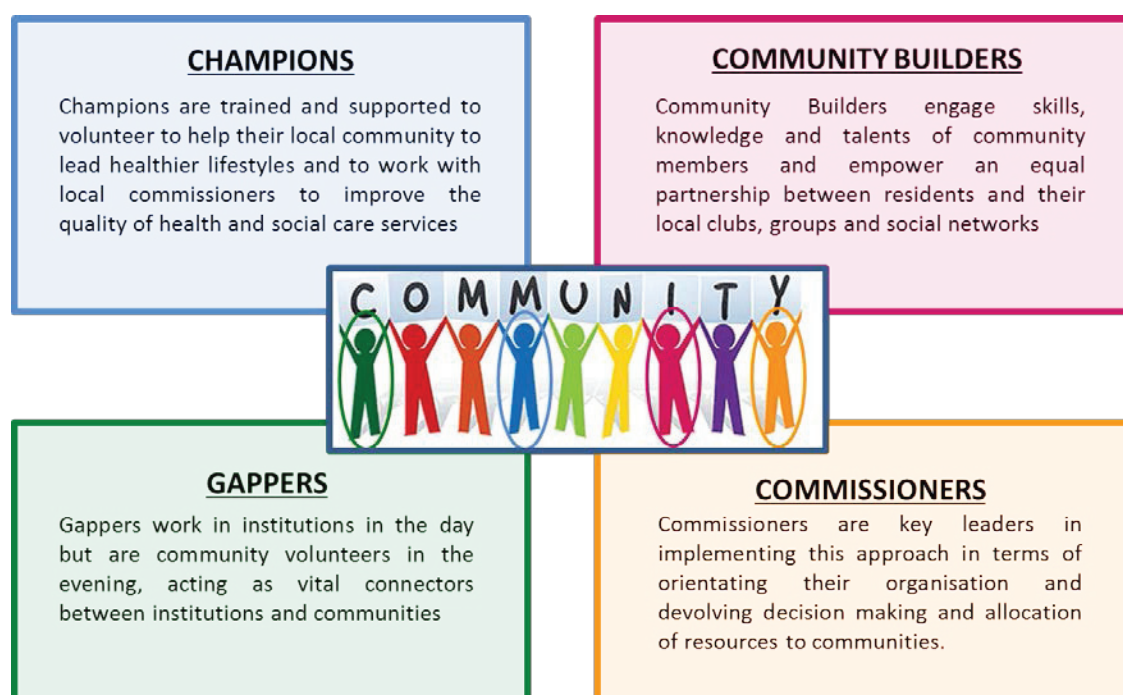 CHAMPIONS
Champions are trained and supported to
volunteer to help their local community to
lead healthier lifestyles and to work with
local commissioners to improve the
quality of health and social care services
COMMUNITY BUILDERS
Community Builders engage skills,
knowledge and talents of community
members and empower an equal
partnership between residents and their
local clubs, groups and social networks
COMMUNITY
GAPPERS
Gappers work in institutions in the day
but are community volunteers in the
evening, acting as vital connectors
between institutions and communities
COMMISSIONERS
Commissioners are key leaders in
implementing this approach in terms of
orientating their organisation and
devolving decision making and allocation
of resources to communities.